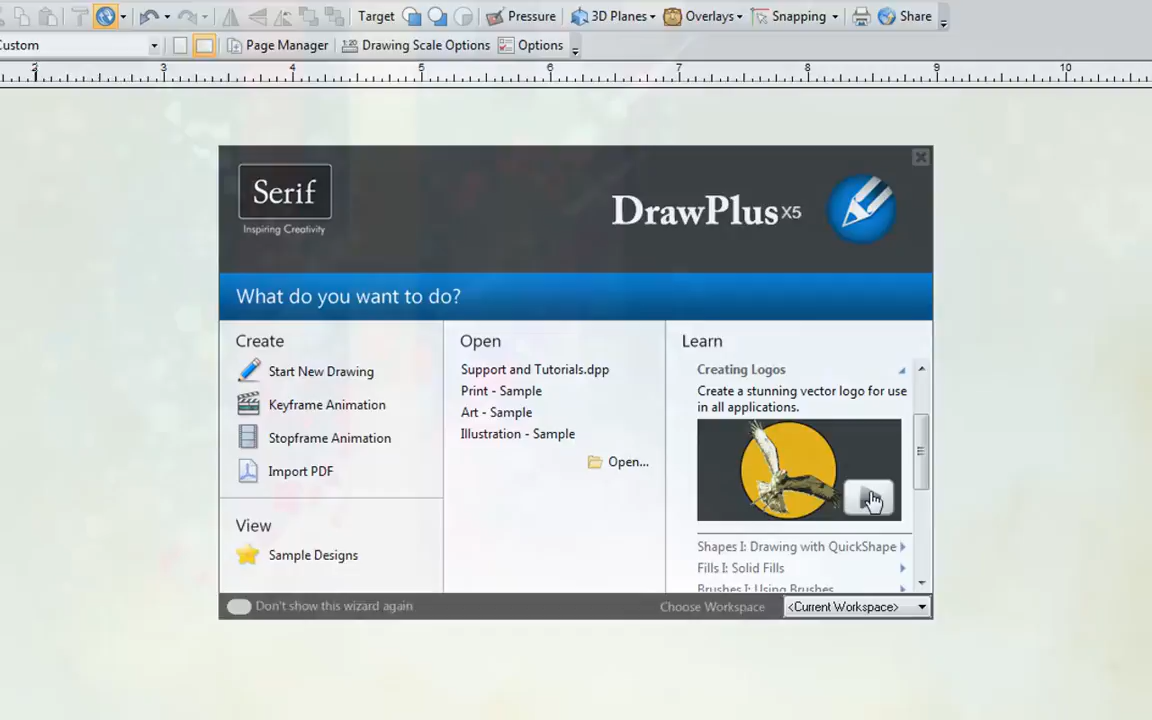 Target Pressure 3D Planes Overlays Snapping Share
Custom Page Manager Drawing Scale Options Options
2 3 4 5 6 7 8 9 10
Serif
Inspiring Creativity
DrawPlus X5
What do you want to do?
Create
Start New Drawing
Keyframe Animation
Stopframe Animation
Import PDF
View
Sample Designs
Open
Support and Tutorials.dpp
Print - Sample
Art - Sample
Illustration - Sample
Open...
Learn
Creating Logos
Create a stunning vector logo for use
in all applications.
Shapes I: Drawing with QuickShape
Fills I: Solid Fills
Brushes I: Using Brushes
Don't show this wizard again
Choose Workspace <Current Workspace>